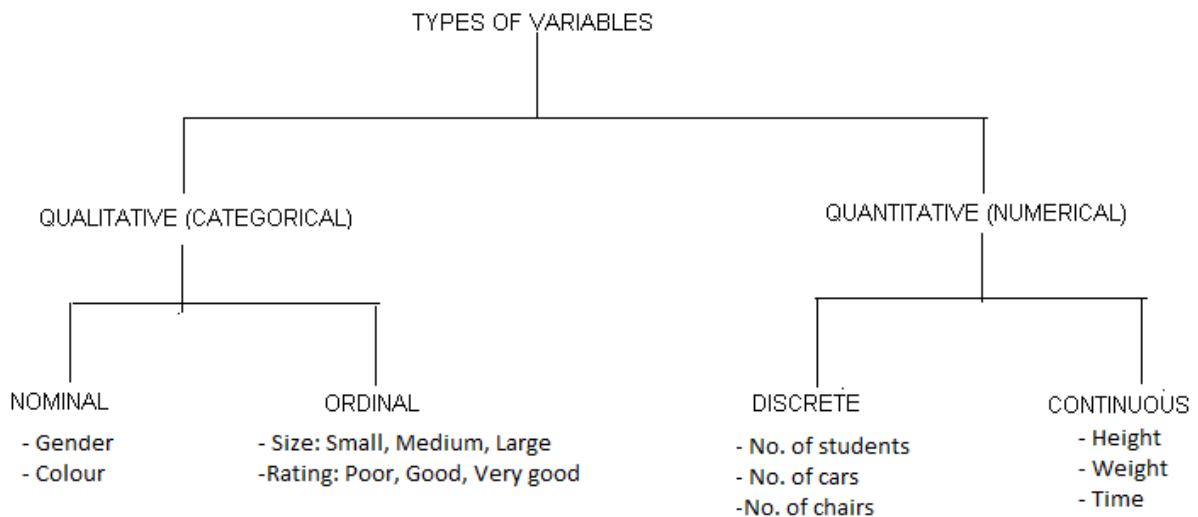 TYPES OF VARIABLES
QUALITATIVE (CATEGORICAL)
QUANTITATIVE (NUMERICAL)
NOMINAL
- Gender
- Colour
ORDINAL
- Size: Small, Medium, Large
-Rating: Poor, Good, Very good
DISCRETE
- No. of students
- No. of cars
-No. of chairs
CONTINUOUS
- Height
- Weight
- Time